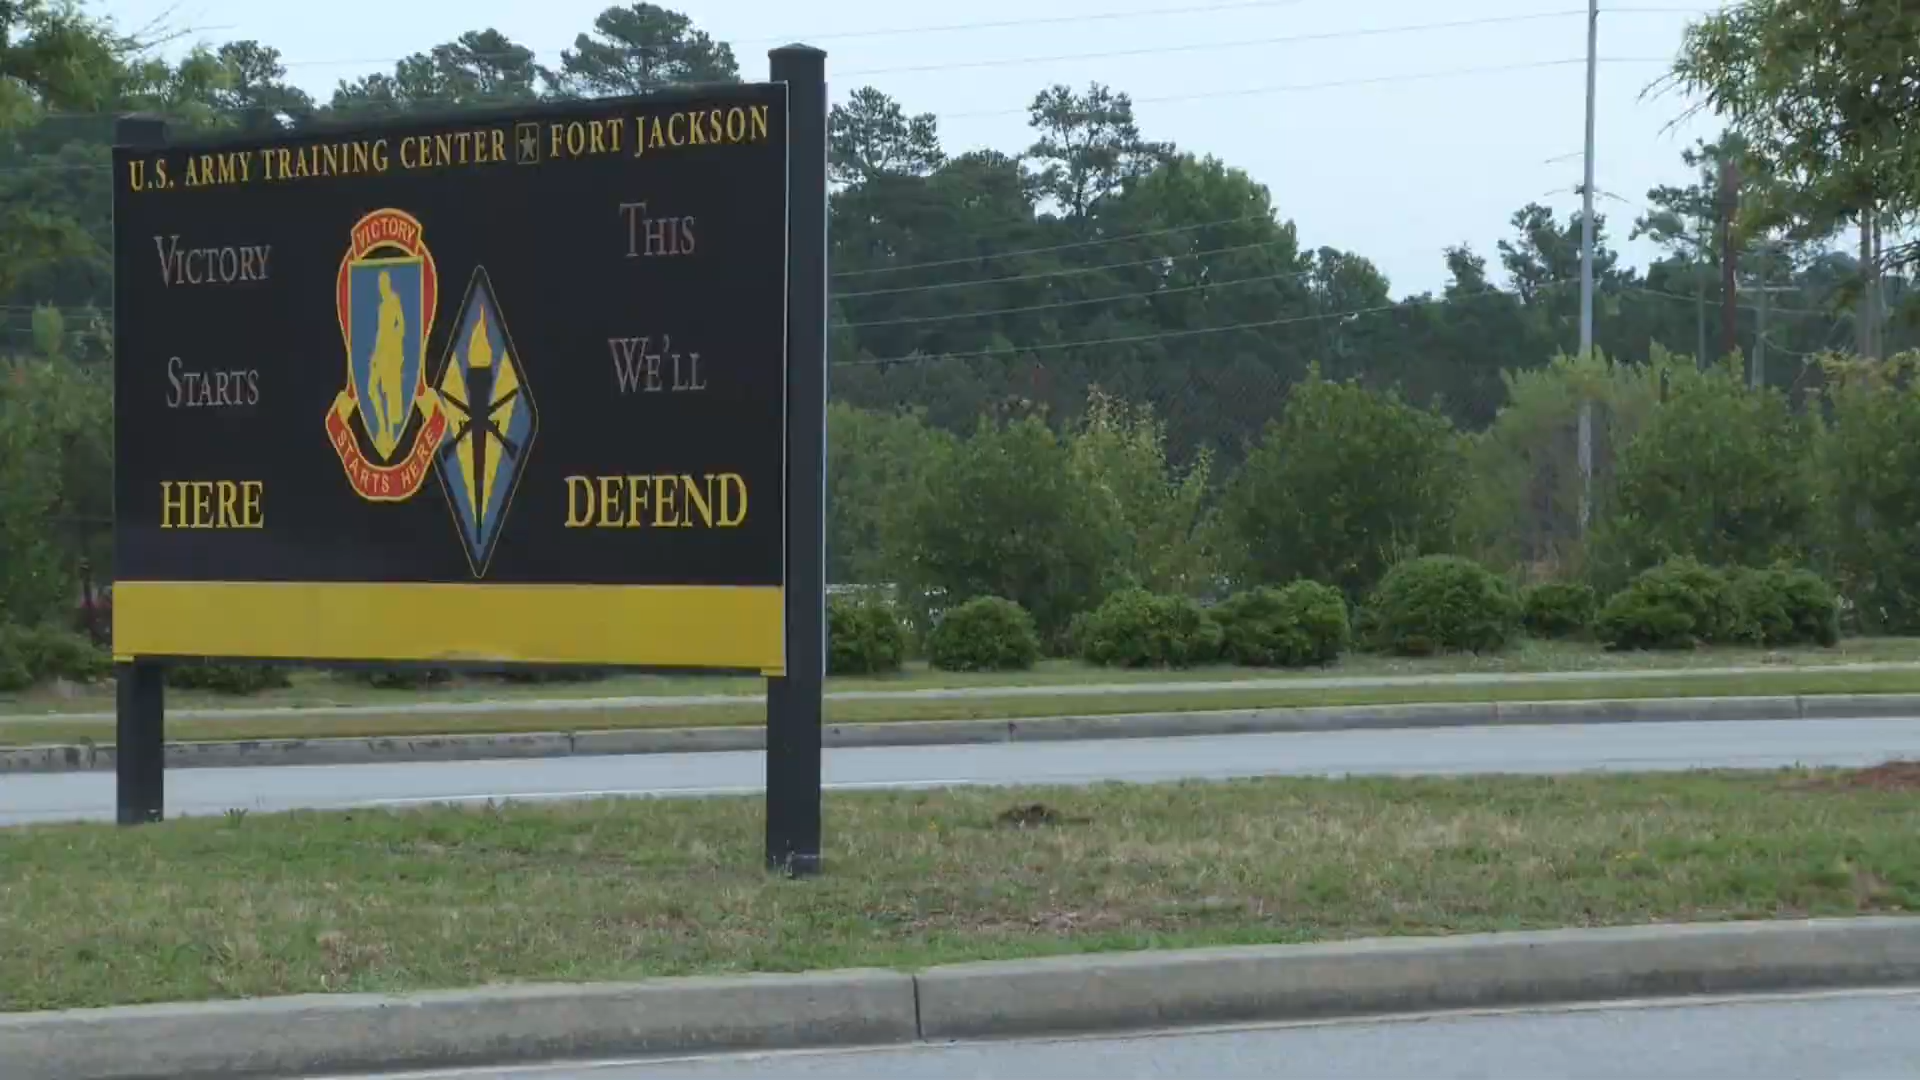 U.S. ARMY TRAINING CENTER FORT JACKSON
VICTORY
STARTS
HERE
VICTORY
STARTS HERE
THIS
WE'LL
DEFEND